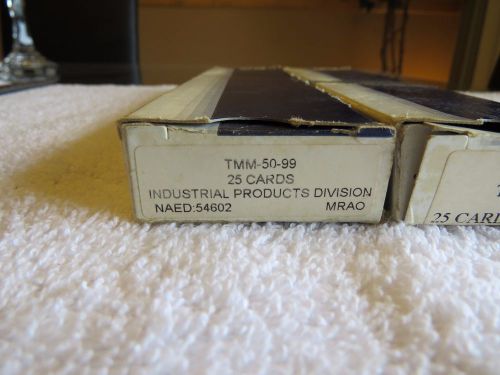 TMM-50-99
25 CARDS
INDUSTRIAL PRODUCTS DIVISION
NAED:54602 MRAO
25 CARD